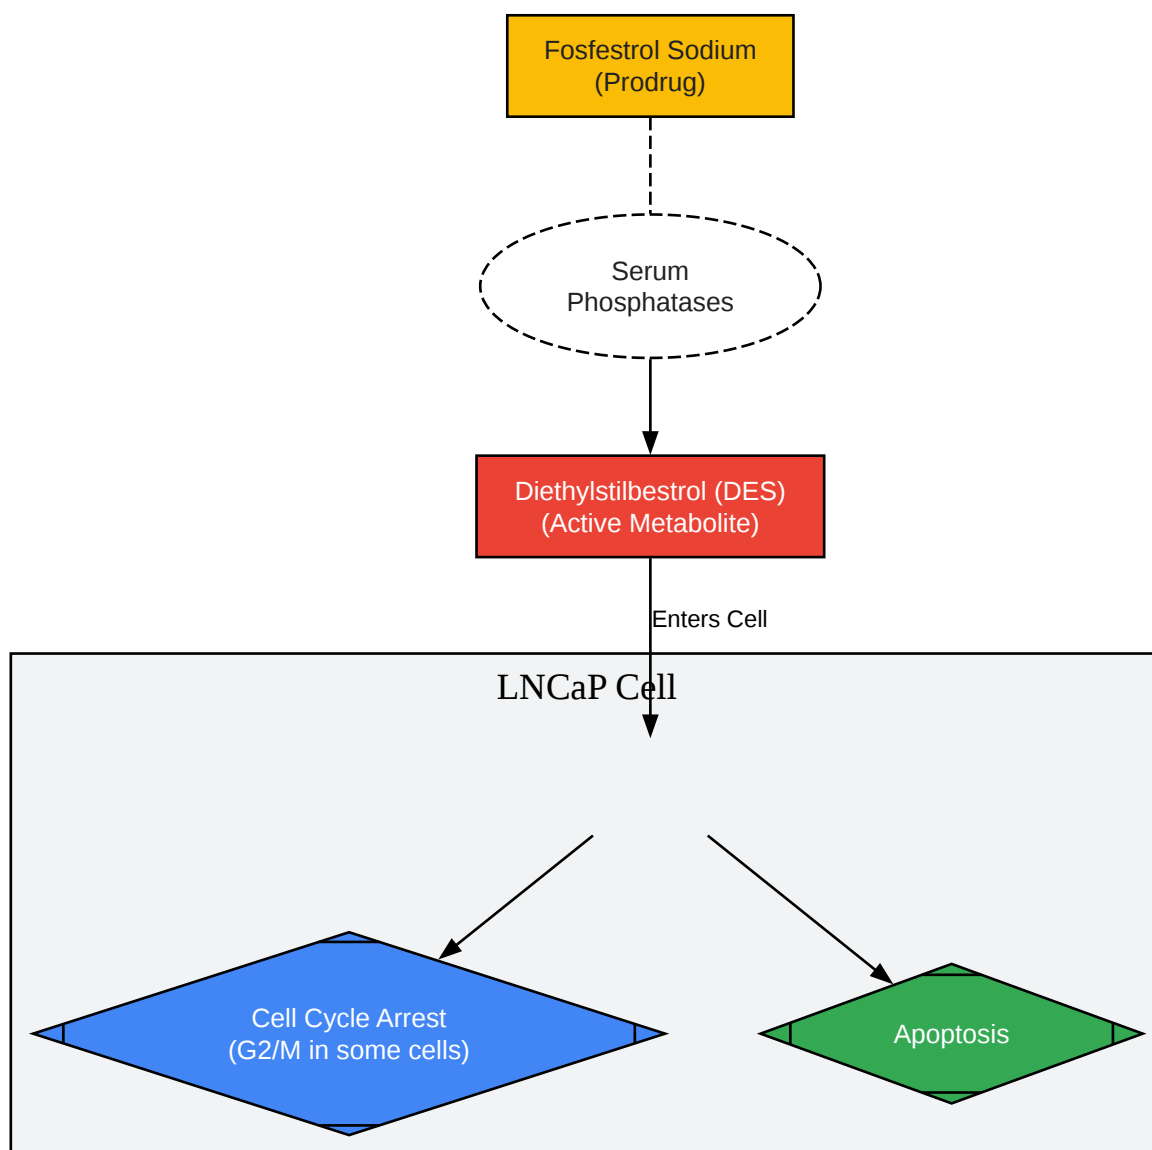 Fosfestrol Sodium
(Prodrug)
Serum
Phosphatases
Diethylstilbestrol (DES)
(Active Metabolite)
Enters Cell
LNCaP Cell
Cell Cycle Arrest
(G2/M in some cells)
Apoptosis